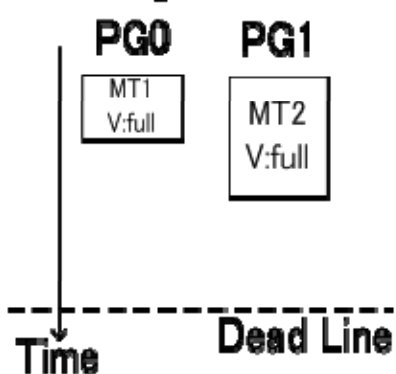 PG0 PG1
MT1
V:full
MT2
V:full
Dead Line
Time